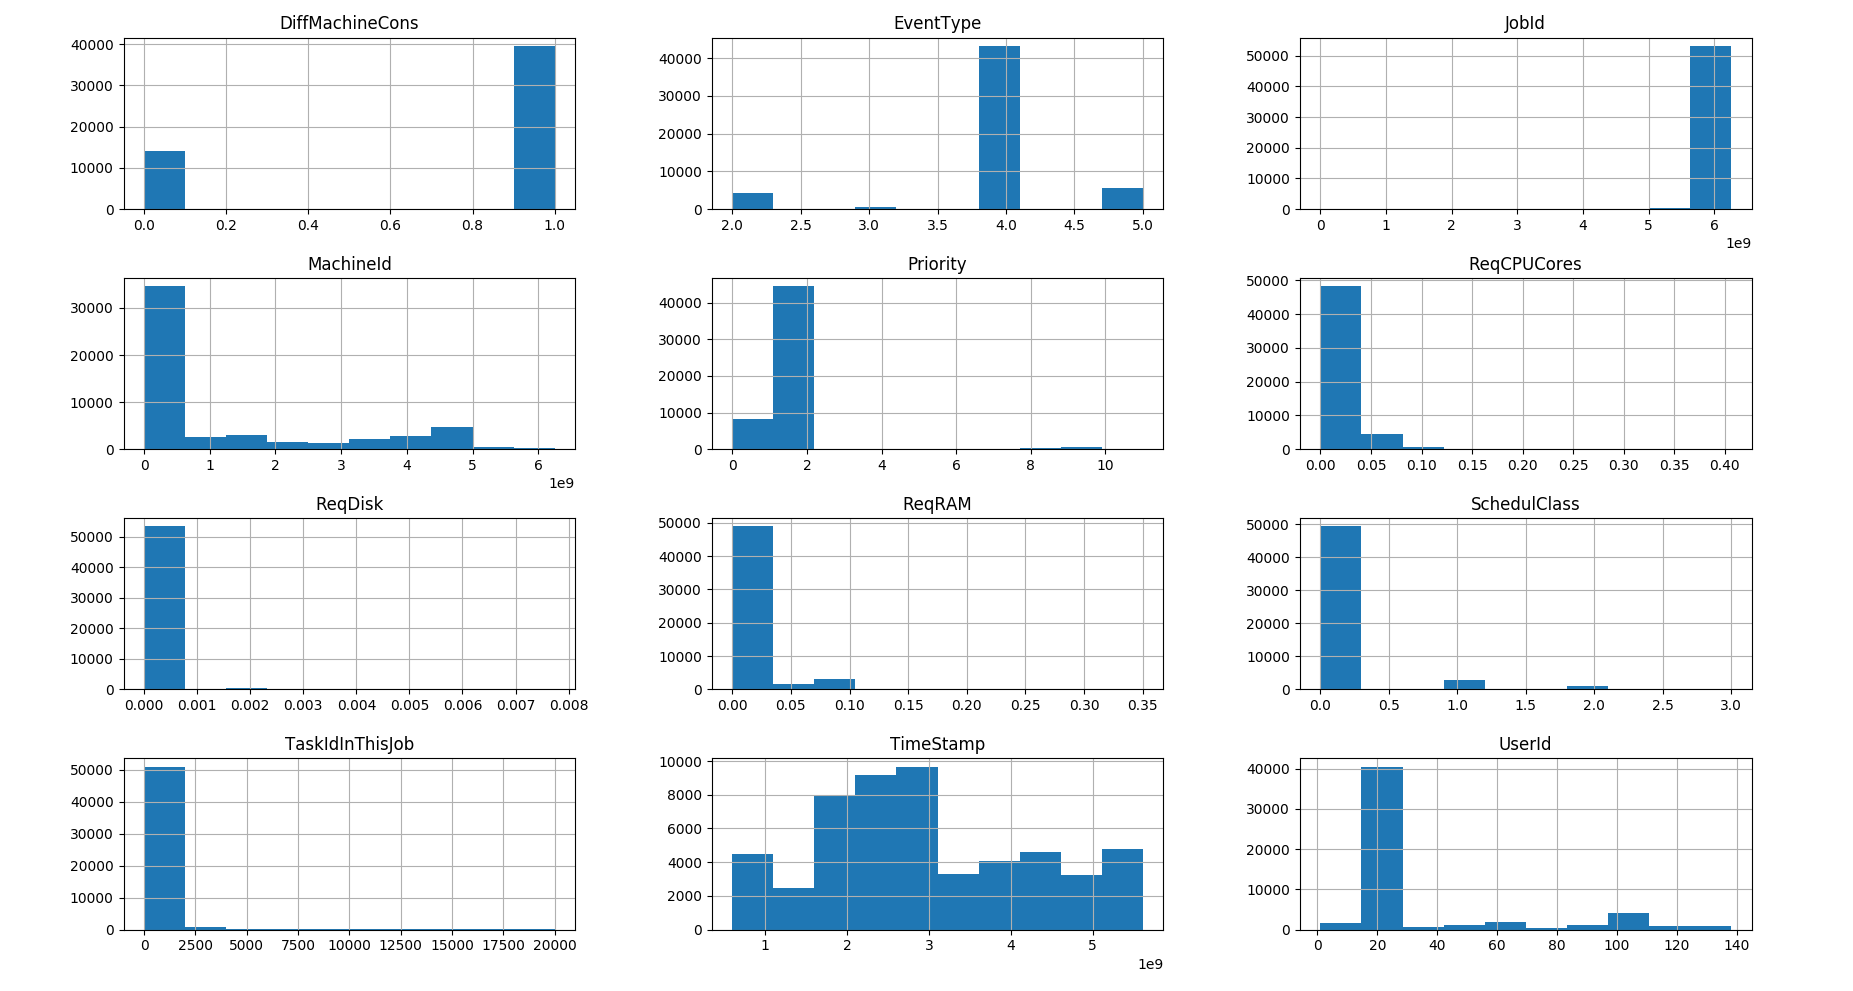 DiffMachineCons
40000
30000
20000
10000
0
0.0 0.2 0.4 0.6 0.8 1.0
EventType
40000
30000
20000
10000
0
2.0 2.5 3.0 3.5 4.0 4.5 5.0
JobId
50000
40000
30000
20000
10000
0
0 1 2 3 4 5 6
1e9
MachineId
30000
20000
10000
0
0 1 2 3 4 5 6
1e9
Priority
40000
30000
20000
10000
0
0 2 4 6 8 10
ReqCPUCores
50000
40000
30000
20000
10000
0
0.00 0.05 0.10 0.15 0.20 0.25 0.30 0.35 0.40
ReqDisk
50000
40000
30000
20000
10000
0
0.000 0.001 0.002 0.003 0.004 0.005 0.006 0.007 0.008
ReqRAM
50000
40000
30000
20000
10000
0
0.00 0.05 0.10 0.15 0.20 0.25 0.30 0.35
SchedulClass
50000
40000
30000
20000
10000
0
0.0 0.5 1.0 1.5 2.0 2.5 3.0
TaskIdInThisJob
50000
40000
30000
20000
10000
0
0 2500 5000 7500 10000 12500 15000 17500 20000
TimeStamp
10000
8000
6000
4000
2000
0
1 2 3 4 5
1e9
UserId
40000
30000
20000
10000
0
0 20 40 60 80 100 120 140